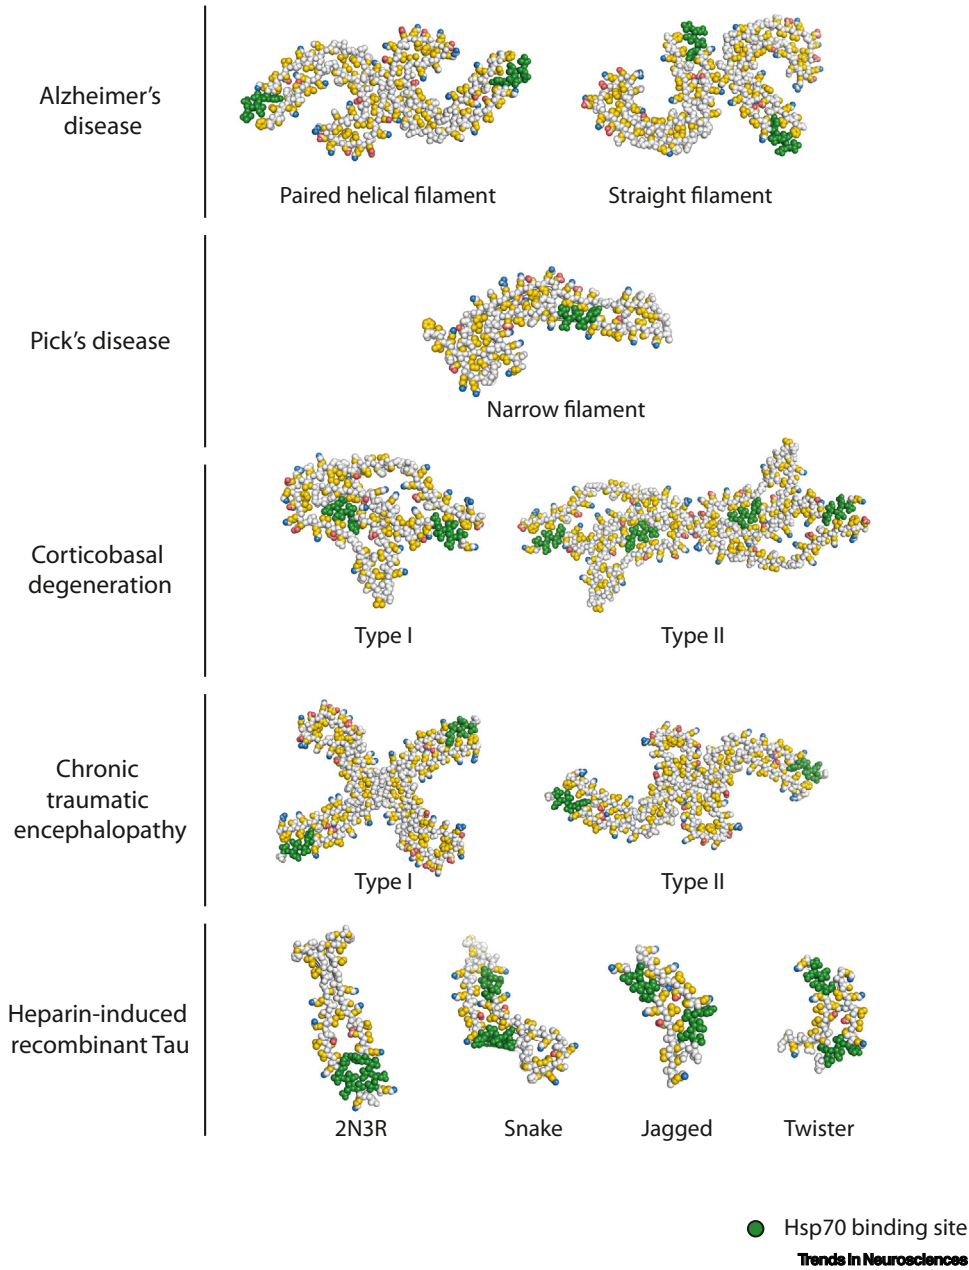 Alzheimer's
disease
Paired helical filament
Straight filament
Pick's disease
Narrow filament
Corticobasal
degeneration
Type I
Type II
Chronic
traumatic
encephalopathy
Type I
Type II
Heparin-induced
recombinant Tau
2N3R
Snake
Jagged
Twister
Hsp70 binding site
Trends in Neurosciences